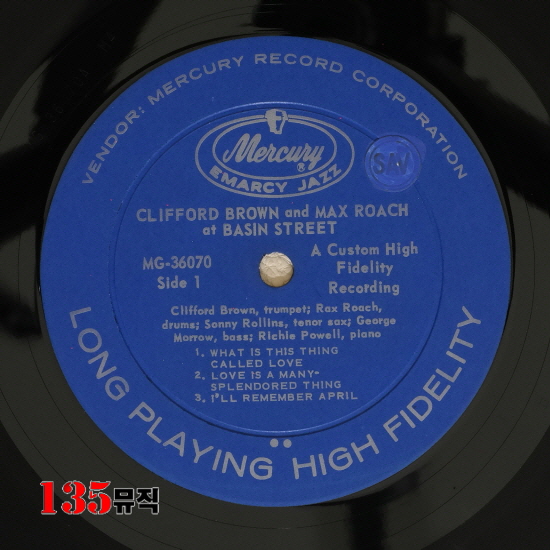 VENDOR: MERCURY RECORD CORPORATION
Mercury®
EMARCY JAZZ
SAV
CLIFFORD BROWN and MAX ROACH
at BASIN STREET
MG-36070
Side 1
A Custom High
Fidelity
Recording
Clifford Brown, trumpet; Rax Roach,
drums; Sonny Rollins, tenor sax; George
Morrow, bass; Richie Powell, piano
1. WHAT IS THIS THING
CALLED LOVE
2. LOVE IS A MANY-
SPLENDORED THING
3. I'LL REMEMBER APRIL
LONG PLAYING HIGH FIDELITY
135뮤직